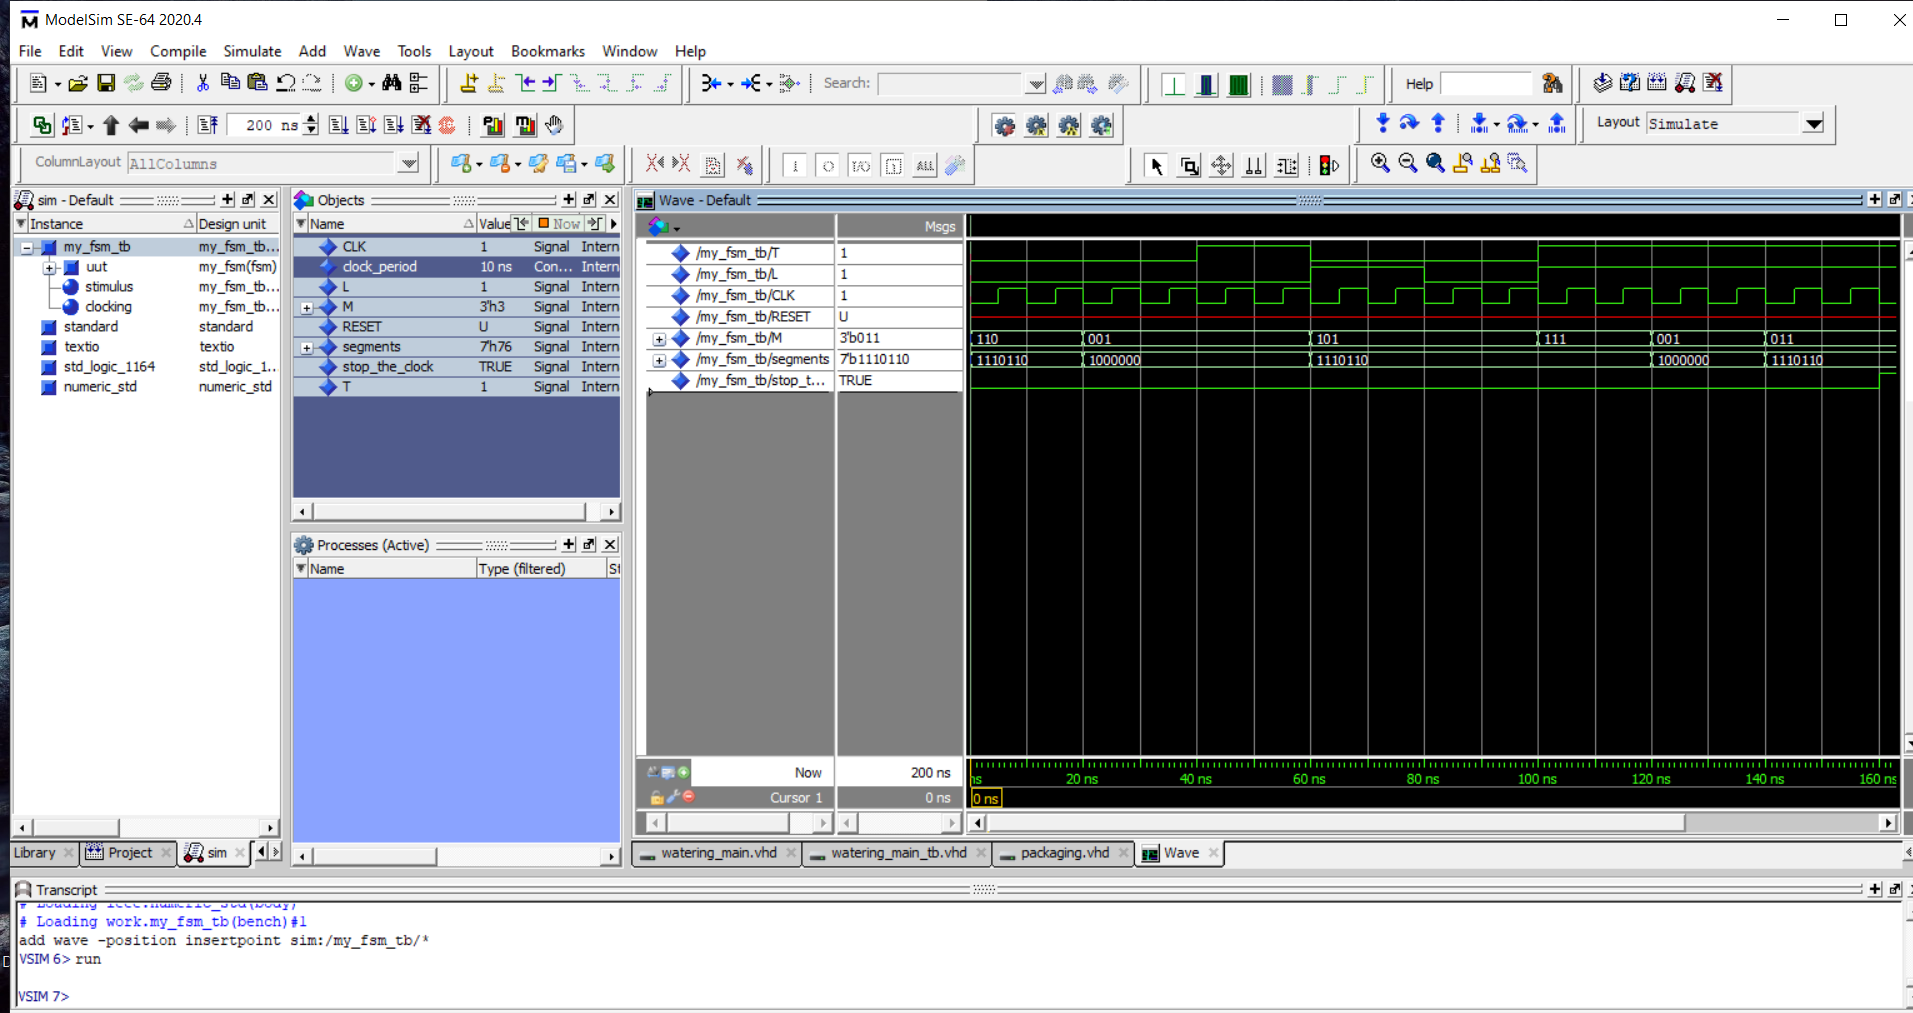 ModelSim SE-64 2020.4
File Edit View Compile Simulate Add Wave Tools Layout Bookmarks Window Help
Search: Help
200 ns Layout Simulate
ColumnLayout AllColumns I/O ALL
sim - Default
Instance Design unit
my_fsm_tb my_fsm_tb...
uut my_fsm(fsm)
stimulus my_fsm_tb...
clocking my_fsm_tb...
standard standard
textio textio
std_logic_1164 std_logic_1...
numeric_std numeric_std
Library Project sim
Objects
Name Value Now
CLK 1 Signal Intern
clock_period 10 ns Con... Intern
L 1 Signal Intern
M 3'h3 Signal Intern
RESET U Signal Intern
segments 7'h76 Signal Intern
stop_the_clock TRUE Signal Intern
T 1 Signal Intern
Processes (Active)
Name Type (filtered) St
Wave - Default
Msgs
/my_fsm_tb/T 1
/my_fsm_tb/L 1
/my_fsm_tb/CLK 1
/my_fsm_tb/RESET U
/my_fsm_tb/M 3'b011 110 001 101 111 001 011
/my_fsm_tb/segments 7'b1110110 1110110 1000000 1110110 1000000 1110110
/my_fsm_tb/stop_t... TRUE
Now 200 ns ns 20 ns 40 ns 60 ns 80 ns 100 ns 120 ns 140 ns 160 ns
Cursor 1 0 ns 0 ns
watering_main.vhd watering_main_tb.vhd packaging.vhd Wave
Transcript
# Loading ieee.numeric_std(body)
# Loading work.my_fsm_tb(bench)#1
add wave -position insertpoint sim:/my_fsm_tb/*
VSIM 6> run
VSIM 7>